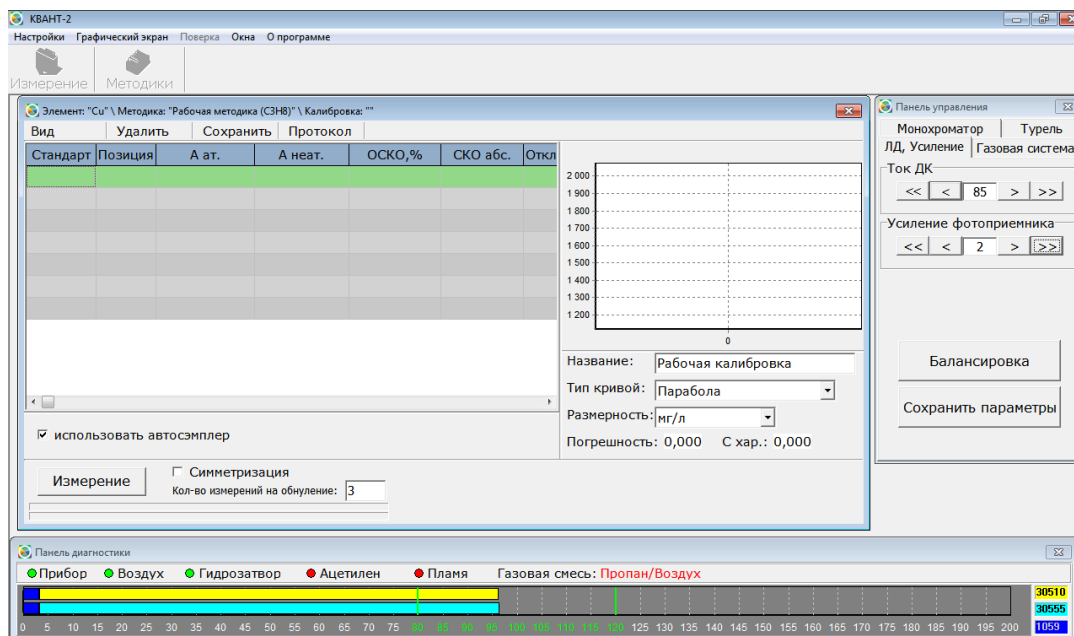 КВАНТ-2
Настройки Графический экран Поверка Окна О программе
Измерение Методики
Элемент: "Cu" \ Методика: "Рабочая методика (C3H8)" \ Калибровка: ""
Вид Удалить Сохранить Протокол
Стандарт Позиция А ат. А неат. ОСКО,% СКО абс. Откл
2 000
1 900
1 800
1 700
1 600
1 500
1 400
1 300
1 200
0
Название: Рабочая калибровка
Тип кривой: Парабола
Размерность: мг/л
Погрешность: 0,000 С хар.: 0,000
использовать автосэмплер
Измерение
Симметризация
Кол-во измерений на обнуление: 3
Панель управления
Монохроматор Турель
ЛД, Усиление Газовая система
Ток ДК
<< < 85 > >>
Усиление фотоприемника
<< < 2 > >>
Балансировка
Сохранить параметры
Панель диагностики
Прибор Воздух Гидрозатвор Ацетилен Пламя Газовая смесь: Пропан/Воздух
30510
30555
0 5 10 15 20 25 30 35 40 45 50 55 60 65 70 75 80 85 90 95 100 105 110 115 120 125 130 140 145 150 155 160 165 170 175 180 185 190 195 200 1059